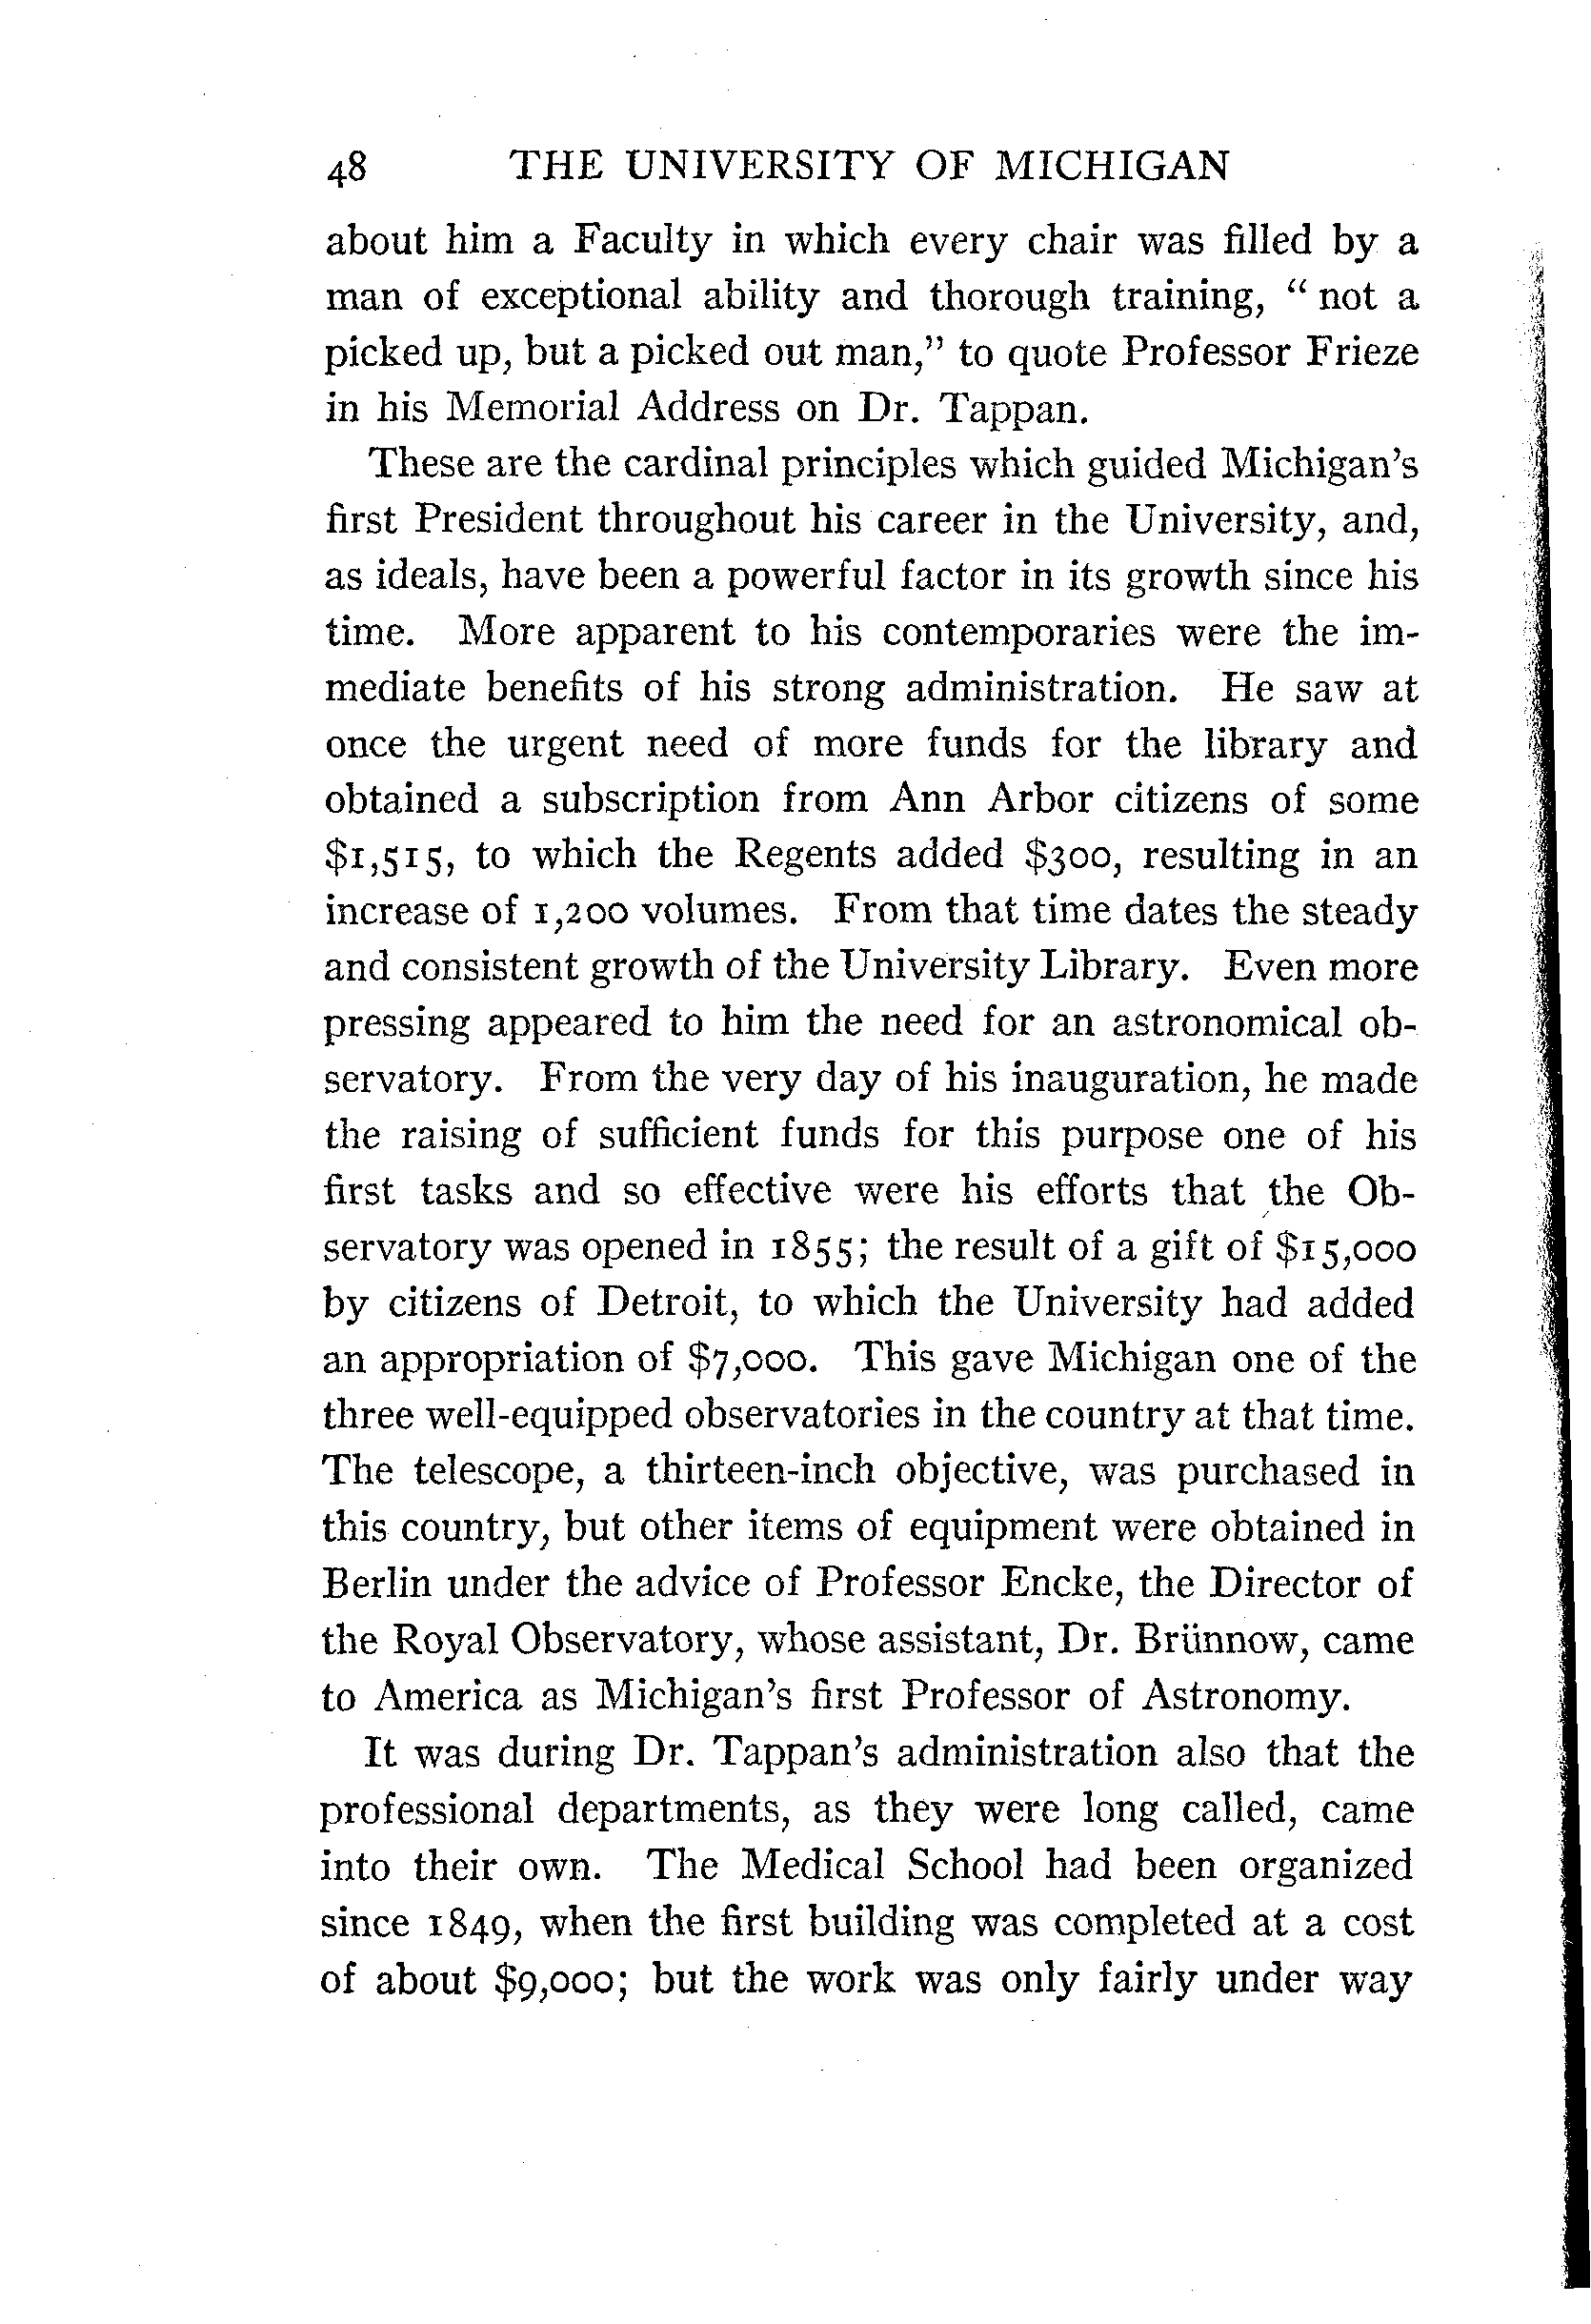 48 THE UNIVERSITY OF MICHIGAN
about him a Faculty in which every chair was filled by a
man of exceptional ability and thorough training, “ not a
picked up, but a picked out man,” to quote Professor Frieze
in his Memorial Address on Dr. Tappan.
These are the cardinal principles which guided Michigan's
first President throughout his career in the University, and,
as ideals, have been a powerful factor in its growth since his
time. More apparent to his contemporaries were the im-
mediate benefits of his strong administration. He saw at
once the urgent need of more funds for the library and
obtained a subscription from Ann Arbor citizens of some
$1,515, to which the Regents added $300, resulting in an
increase of 1,200 volumes. From that time dates the steady
and consistent growth of the University Library. Even more
pressing appeared to him the need for an astronomical ob-
servatory. From the very day of his inauguration, he made
the raising of sufficient funds for this purpose one of his
first tasks and so effective were his efforts that the Ob-
servatory was opened in 1855; the result of a gift of $15,000
by citizens of Detroit, to which the University had added
an appropriation of $7,000. This gave Michigan one of the
three well-equipped observatories in the country at that time.
The telescope, a thirteen-inch objective, was purchased in
this country, but other items of equipment were obtained in
Berlin under the advice of Professor Encke, the Director of
the Royal Observatory, whose assistant, Dr. Brünnow, came
to America as Michigan's first Professor of Astronomy.
It was during Dr. Tappan's administration also that the
professional departments, as they were long called, came
into their own. The Medical School had been organized
since 1849, when the first building was completed at a cost
of about $9,000; but the work was only fairly under way